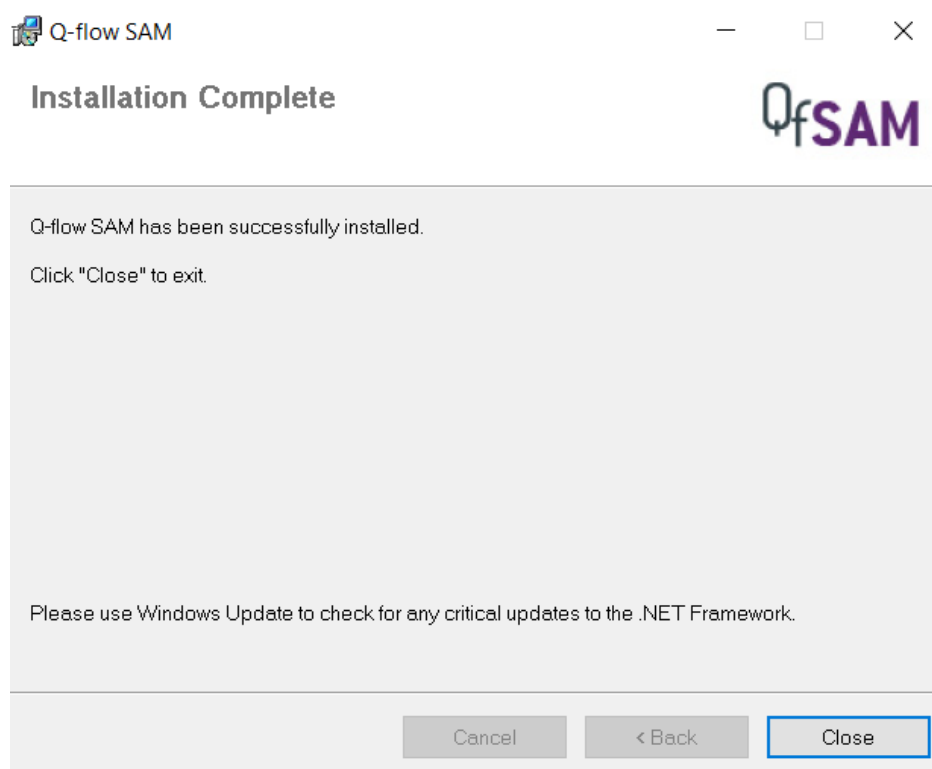 Q-flow SAM
Installation Complete
QfSAM
Q-flow SAM has been successfully installed.
Click "Close" to exit.
Please use Windows Update to check for any critical updates to the .NET Framework.
Cancel
< Back
Close